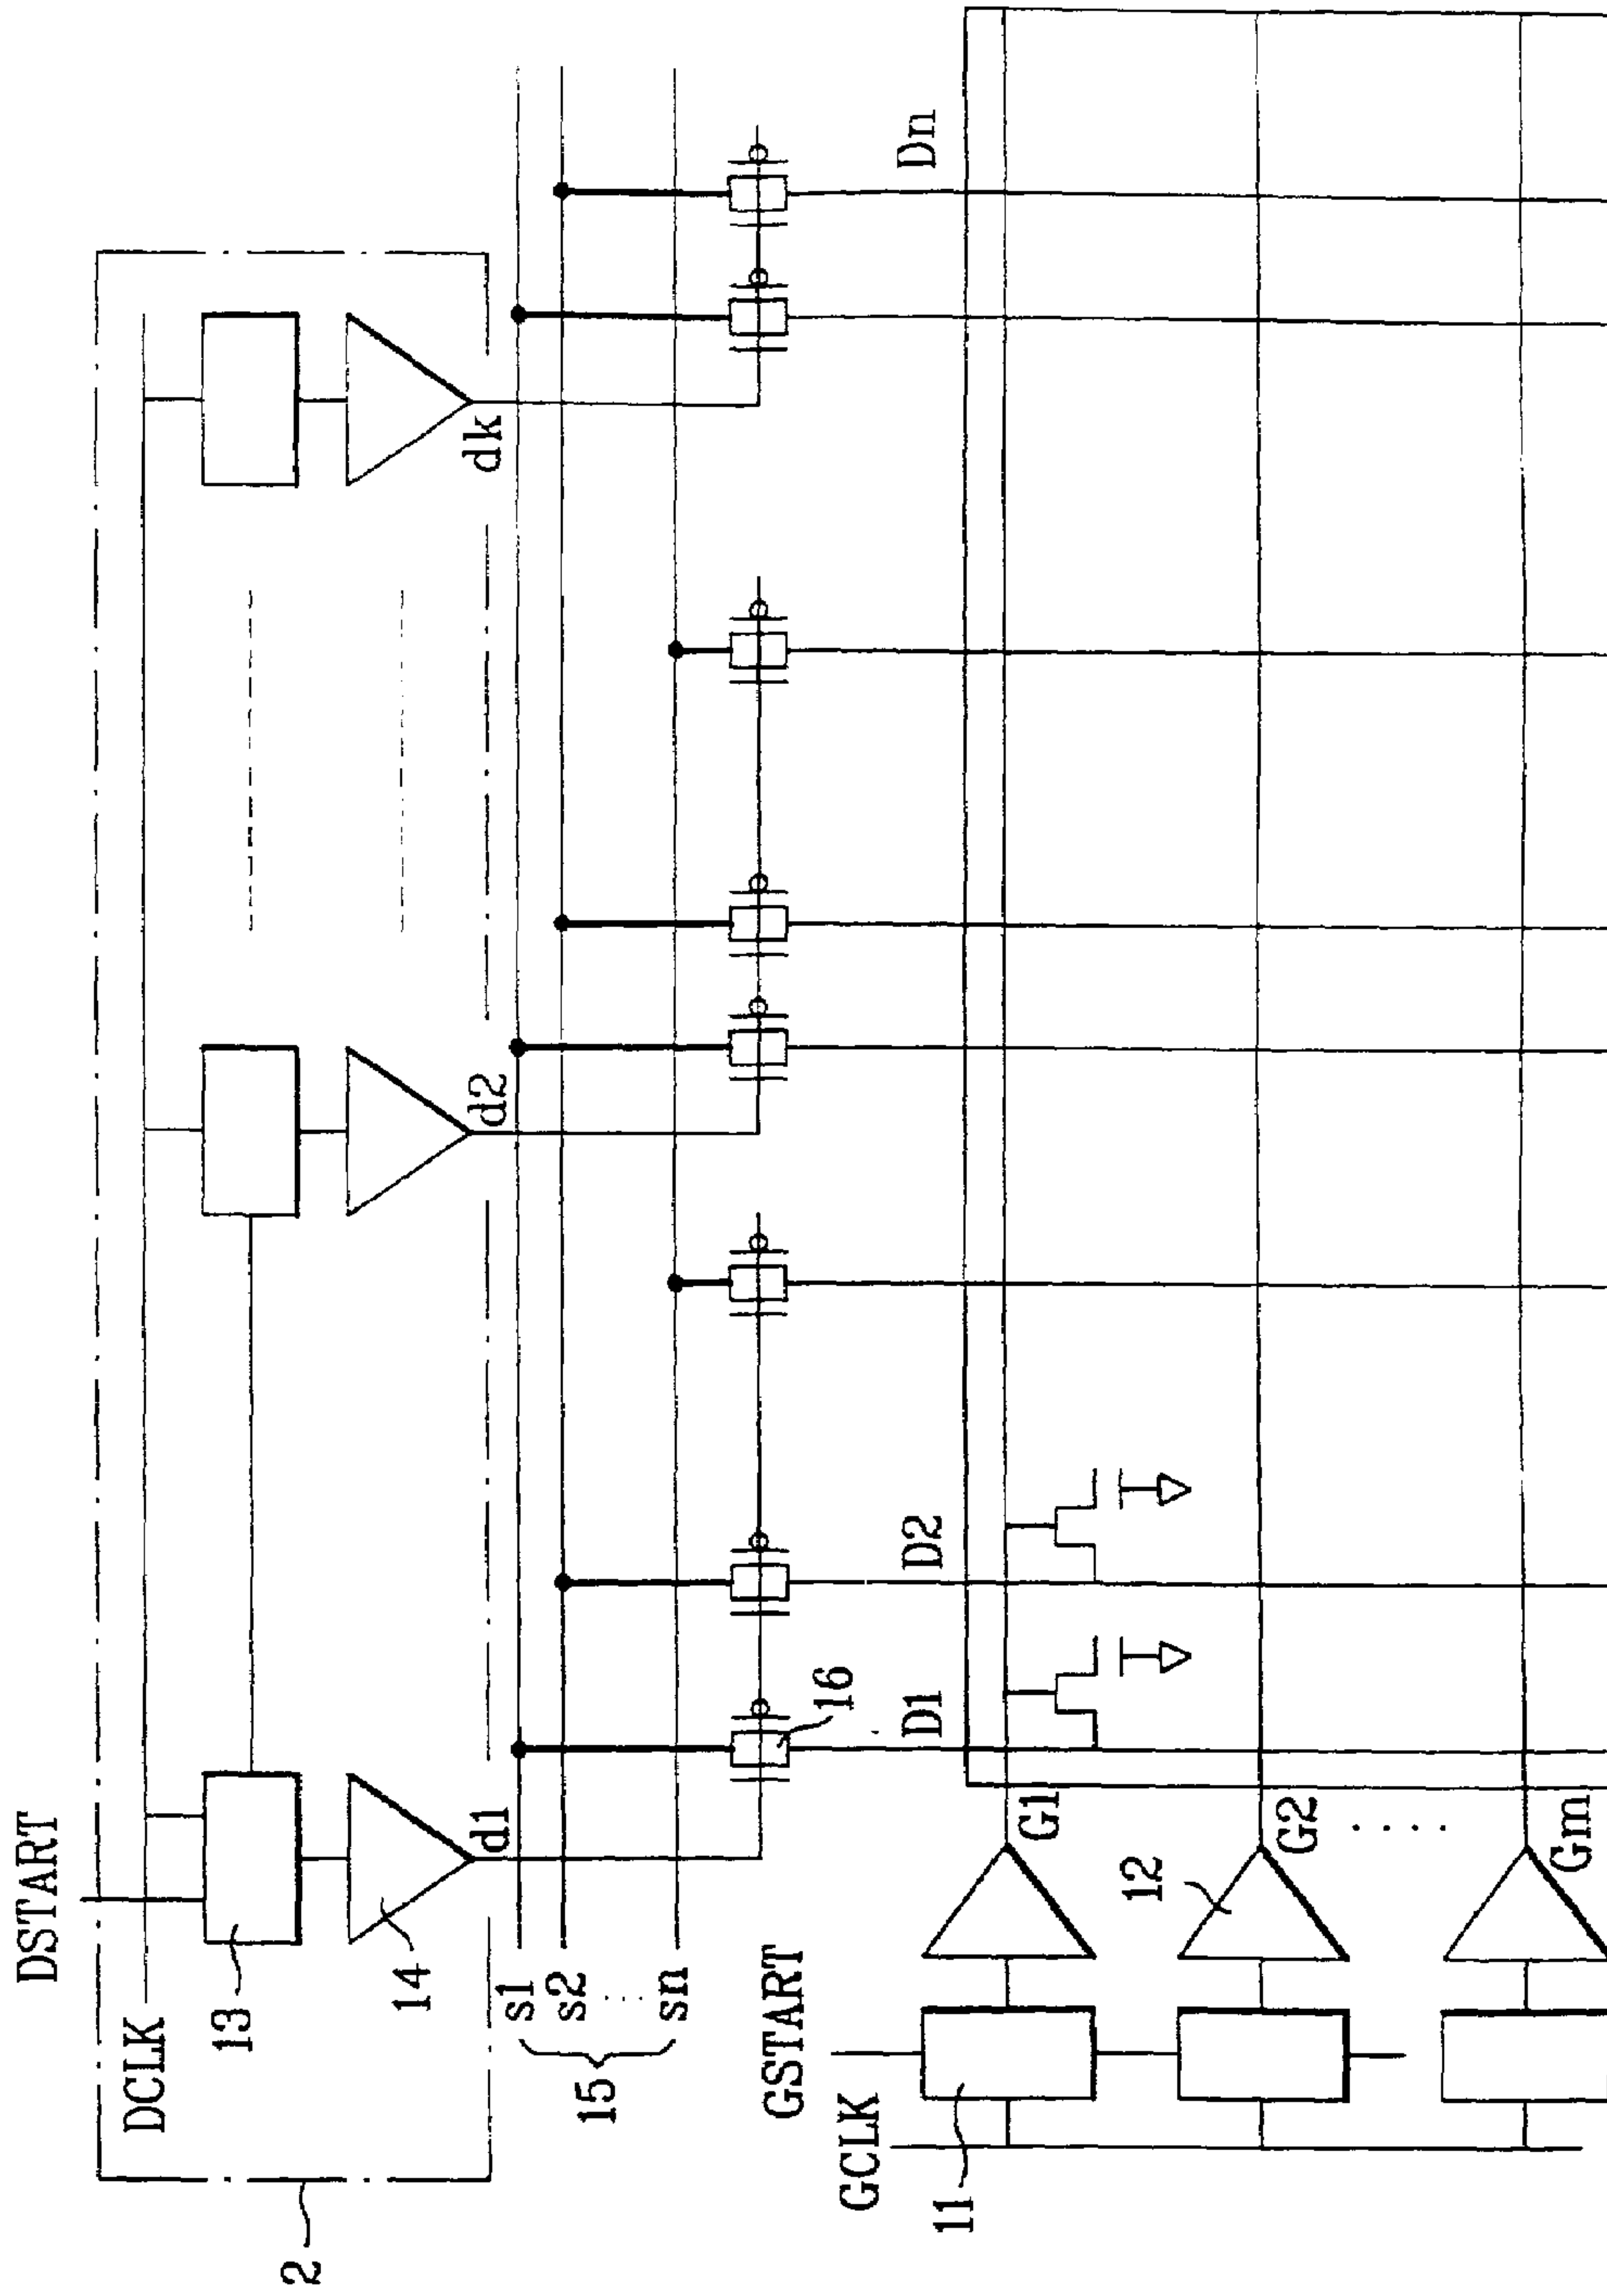 DSTART
DCLK
13
14
2
d1
d2
dk
s1
s2
....
sn
15
16
D1
D2
Dn
GSTART
GCLK
11
12
G1
G2
....
Gm